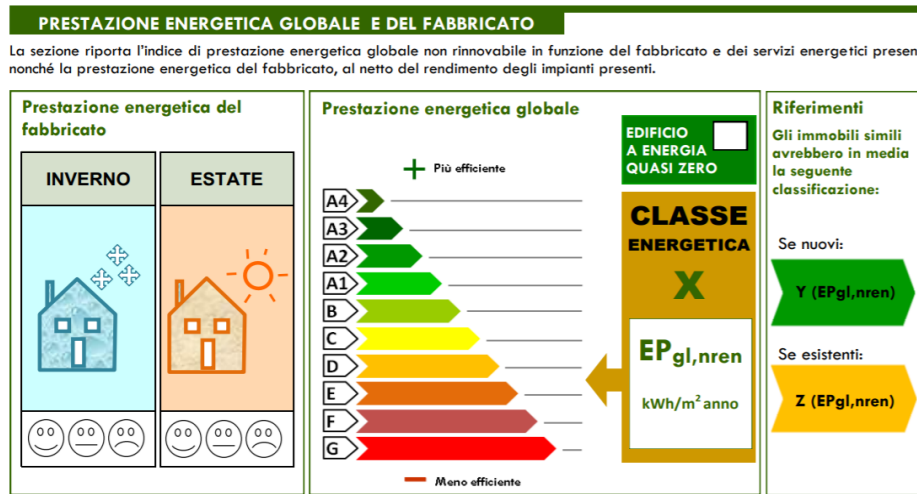 PRESTAZIONE ENERGETICA GLOBALE E DEL FABBRICATO
La sezione riporta l'indice di prestazione energetica globale non rinnovabile in funzione del fabbricato e dei servizi energetici
nonché la prestazione energetica del fabbricato, al netto del rendimento degli impianti presenti.
Prestazione energetica del
fabbricato
INVERNO
ESTATE
Prestazione energetica globale
Più efficiente
A4
A3
A2
A1
B
C
D
E
F
G
Meno efficiente
EDIFICIO
A ENERGIA
QUASI ZERO
CLASSE
ENERGETICA
X
EPgl,nren
kWh/m² anno
Riferimenti
Gli immobili simili
avrebbero in media
la seguente
classificazione:
Se nuovi:
Y (EPgl,nren)
Se esistenti:
Z (EPgl,nren)